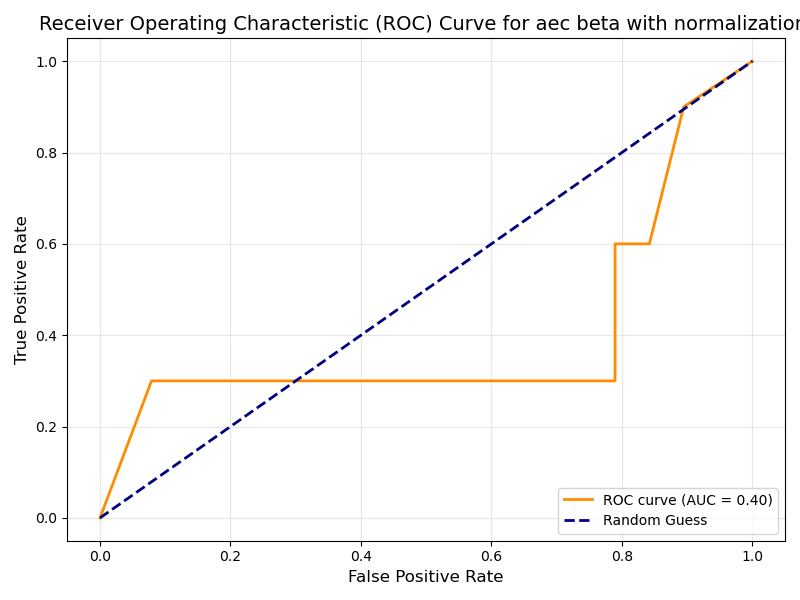 Receiver Operating Characteristic (ROC) Curve for aec beta with normalization
1.0
0.8
0.6
0.4
0.2
0.0
True Positive Rate
ROC curve (AUC = 0.40)
Random Guess
0.0 0.2 0.4 0.6 0.8 1.0
False Positive Rate